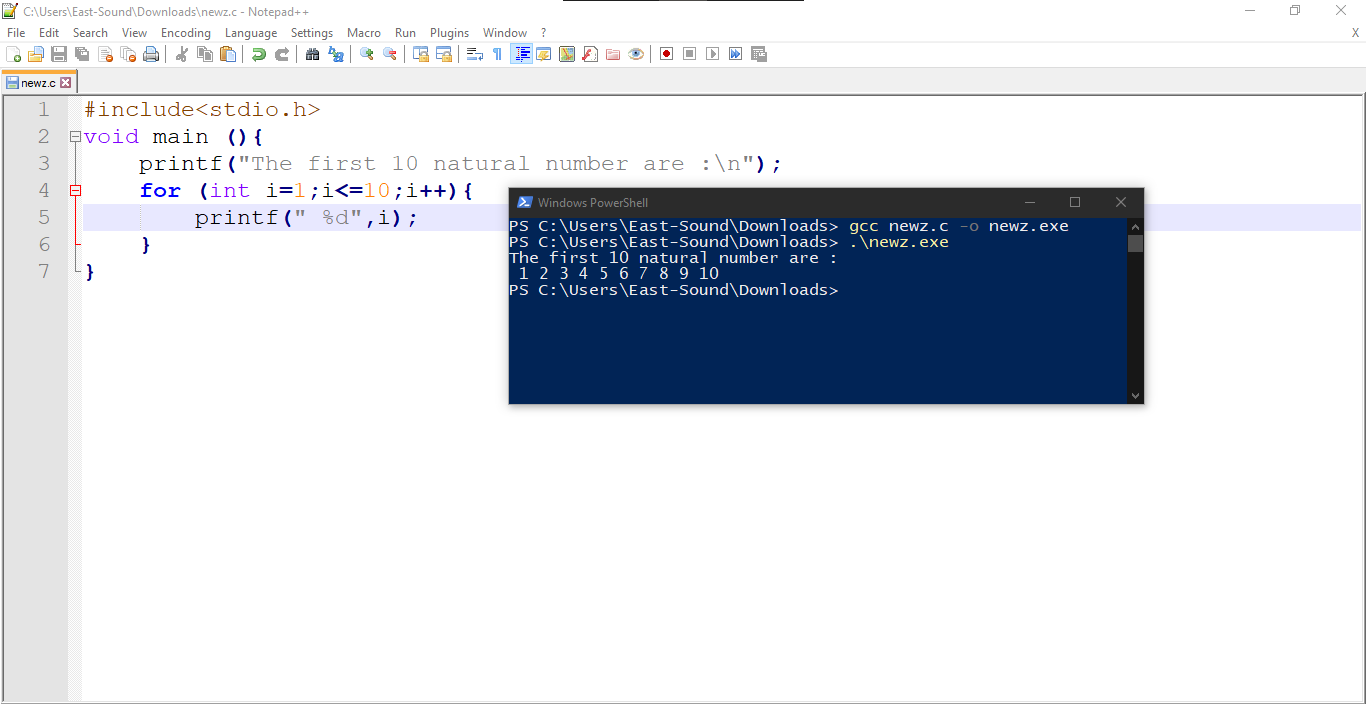 C:\Users\East-Sound\Downloads\newz.c - Notepad++
File Edit Search View Encoding Language Settings Macro Run Plugins Window ? X
newz.c
1 #include<stdio.h>
2 void main (){
3 printf("The first 10 natural number are :\n");
4 for (int i=1;i<=10;i++){
5 printf(" %d",i);
6 }
7 }
Windows PowerShell
PS C:\Users\East-Sound\Downloads> gcc newz.c -o newz.exe
PS C:\Users\East-Sound\Downloads> .\newz.exe
The first 10 natural number are :
 1 2 3 4 5 6 7 8 9 10
PS C:\Users\East-Sound\Downloads>